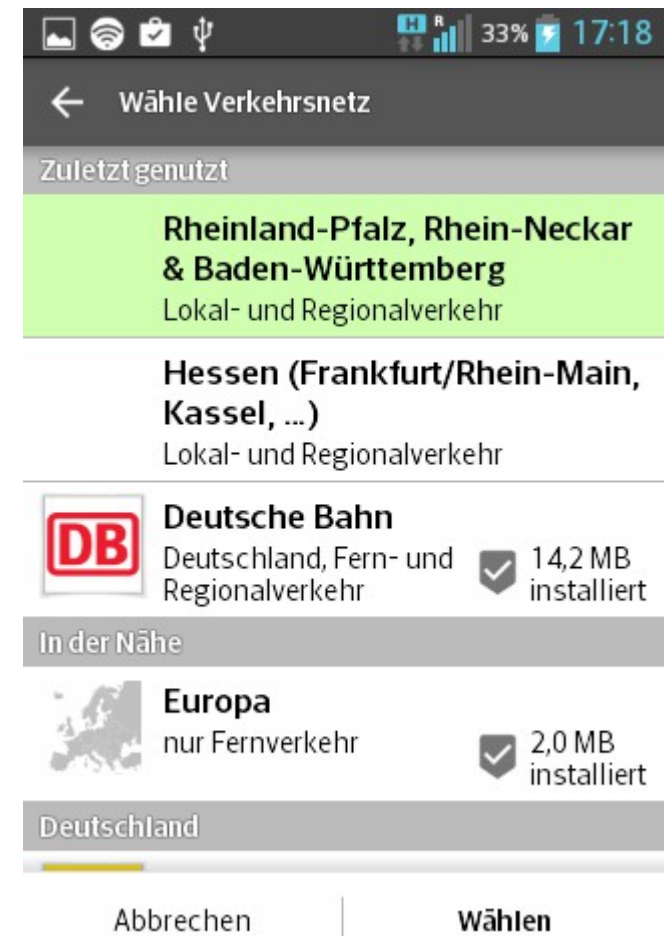 H R 33% 17:18
Wähle Verkehrsnetz
Zuletzt genutzt
Rheinland-Pfalz, Rhein-Neckar
& Baden-Württemberg
Lokal- und Regionalverkehr
Hessen (Frankfurt/Rhein-Main,
Kassel, ...)
Lokal- und Regionalverkehr
DB
Deutsche Bahn
Deutschland, Fern- und
Regionalverkehr
14,2 MB
installiert
In der Nähe
Europa
nur Fernverkehr
2,0 MB
installiert
Deutschland
Abbrechen
Wählen